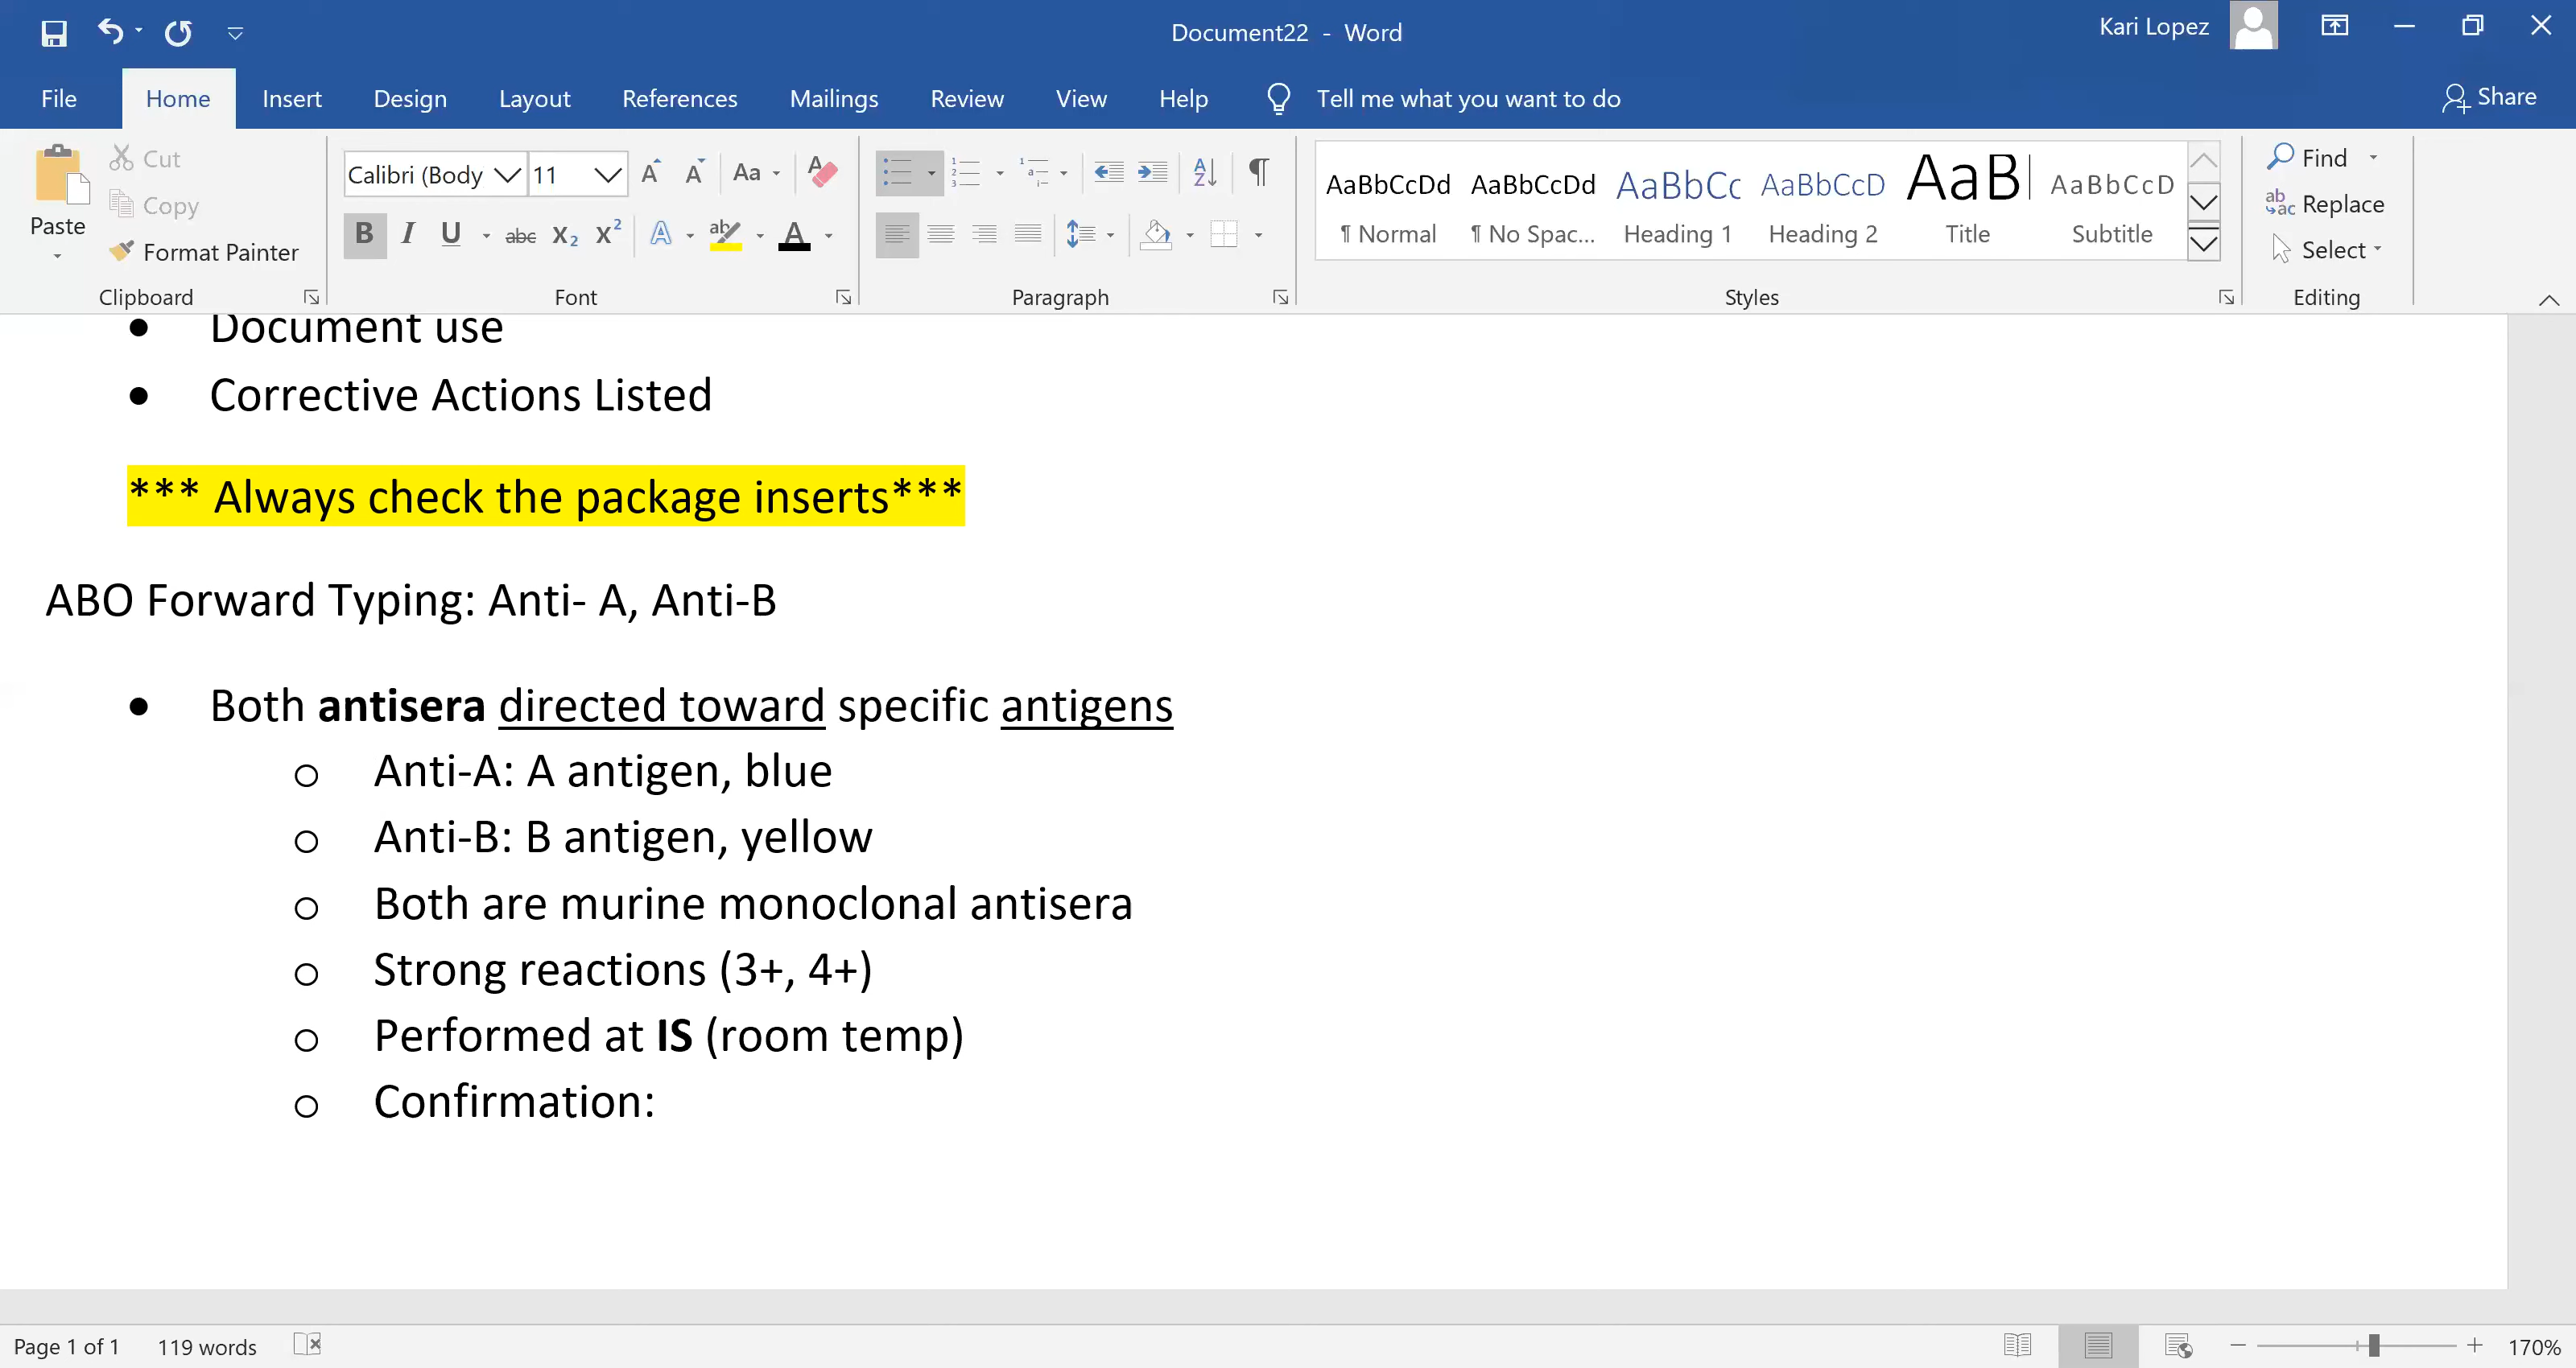 Document22 - Word
Kari Lopez
File Home Insert Design Layout References Mailings Review View Help Tell me what you want to do Share
Paste
Cut
Copy
Format Painter
Clipboard
Calibri (Body 11
Font
Paragraph
AaBbCcDd AaBbCcDd AaBbCc AaBbCcD AaB AaBbCcD
¶ Normal ¶ No Spac... Heading 1 Heading 2 Title Subtitle
Styles
Find
Replace
Select
Editing
• Document use
• Corrective Actions Listed
*** Always check the package inserts***
ABO Forward Typing: Anti- A, Anti-B
• Both antisera directed toward specific antigens
o Anti-A: A antigen, blue
o Anti-B: B antigen, yellow
o Both are murine monoclonal antisera
o Strong reactions (3+, 4+)
o Performed at IS (room temp)
o Confirmation:
Page 1 of 1 119 words 170%